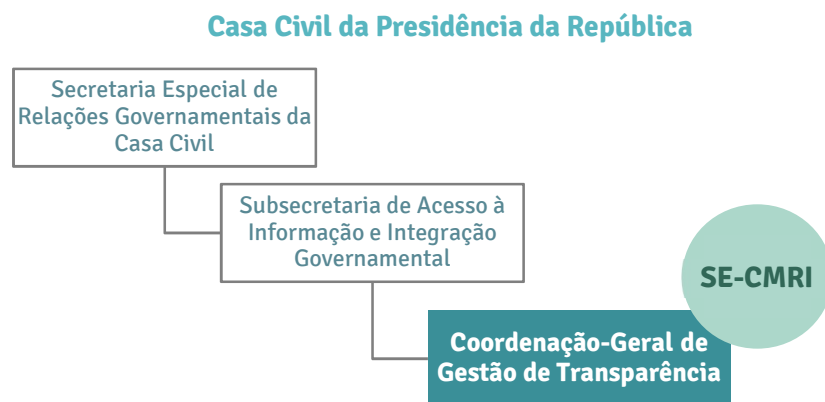 Casa Civil da Presidência da República
Secretaria Especial de
Relações Governamentais da
Casa Civil
Subsecretaria de Acesso à
Informação e Integração
Governamental
SE-CMRI
Coordenação-Geral de
Gestão de Transparência